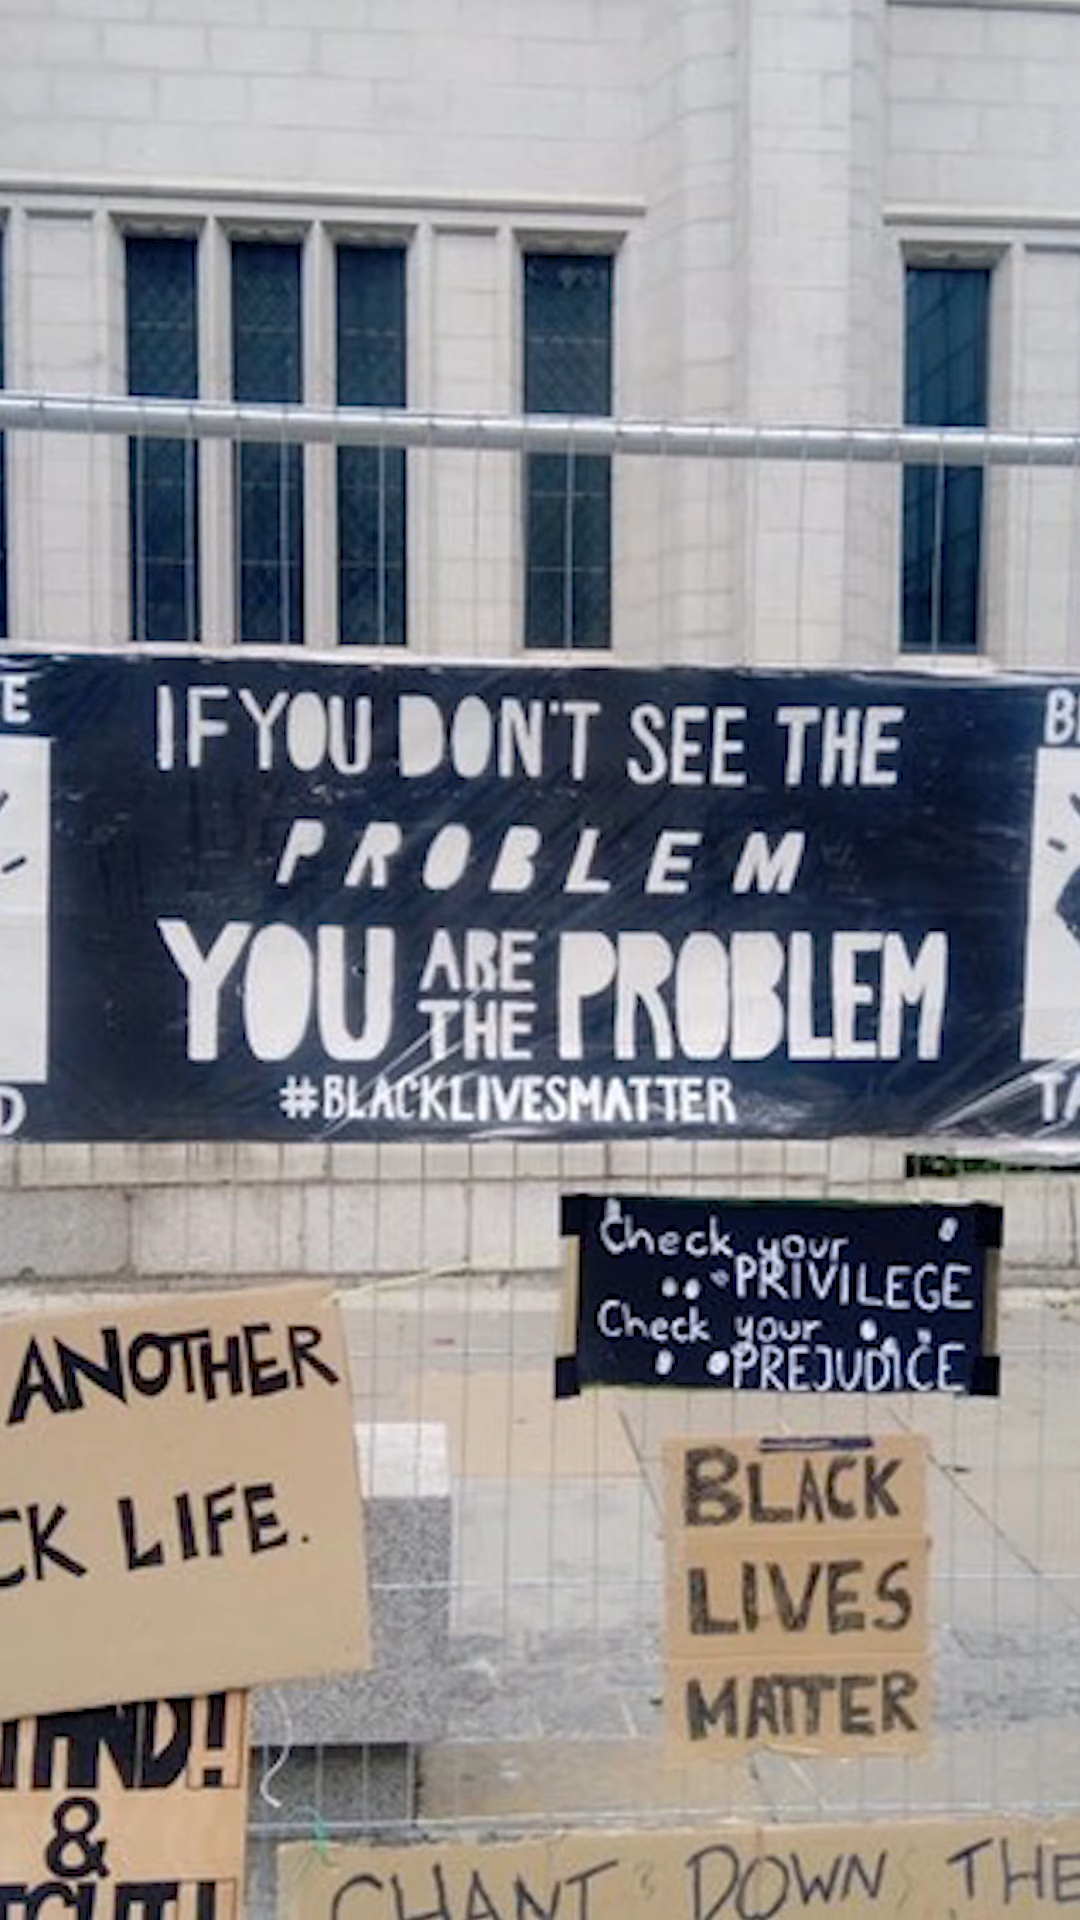 IF YOU DON'T SEE THE
PROBLEM
YOU ARE THE PROBLEM
#BLACKLIVESMATTER
Check your
PRIVILEGE
Check your
PREJUDICE
ANOTHER
LIFE.
BLACK
LIVES
MATTER
&
CHANT DOWN THE